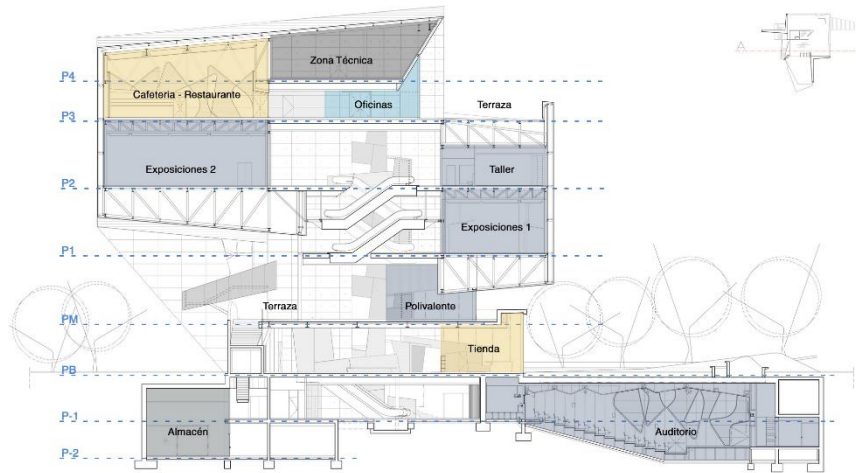 Zona Técnica
A
P4
Cafeteria - Restaurante
Oficinas
Terraza
P3
Exposiciones 2
Taller
P2
Exposiciones 1
P1
Terraza
Polivalente
PM
Tienda
PB
P-1
Almacén
Auditorio
P-2